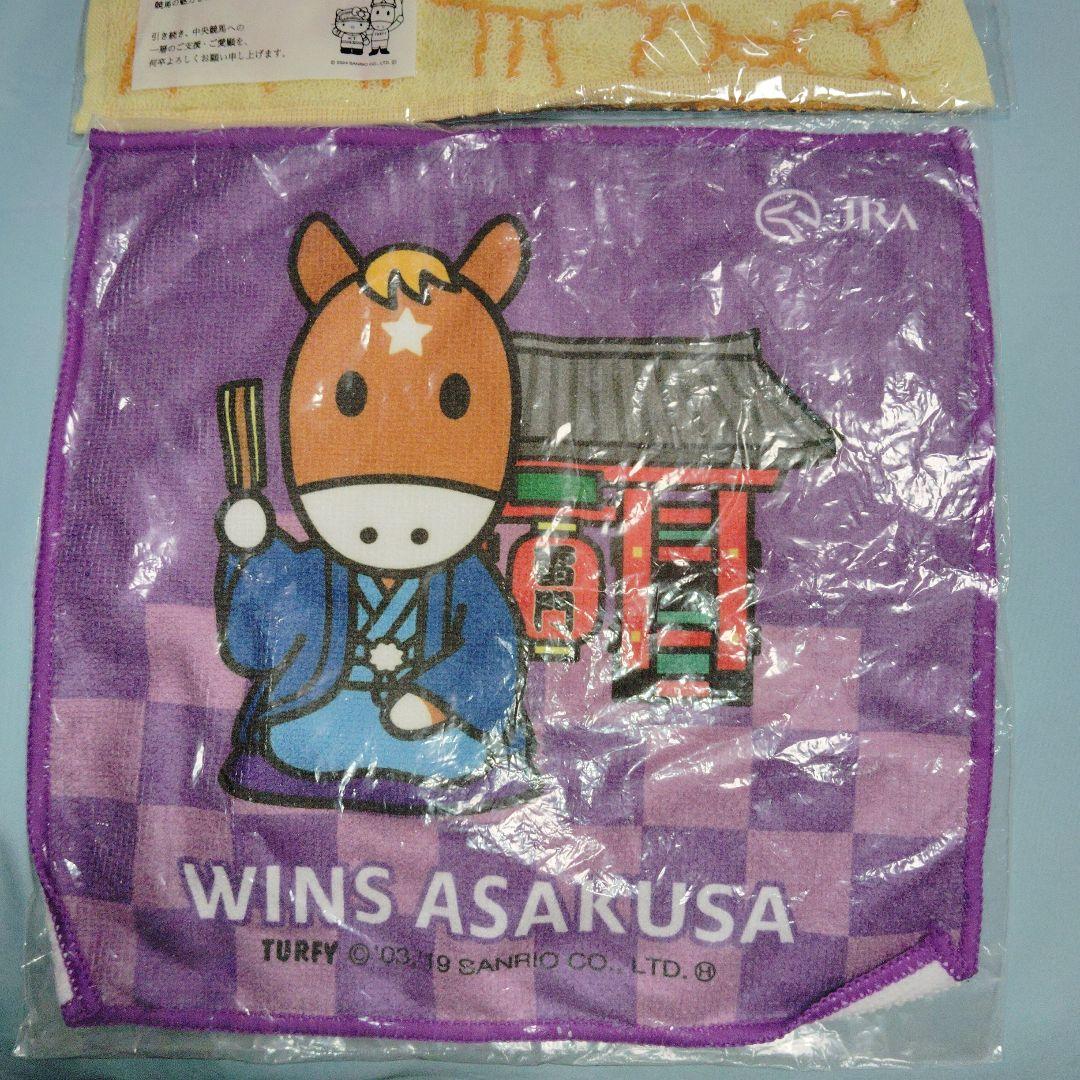 引き続き、中央競馬への
一層のご支援・ご愛顧を、
何卒よろしくお願い申し上げます。
JRA
WINS ASAKUSA
TURFY © '03,'19 SANRIO CO., LTD. Ⓗ